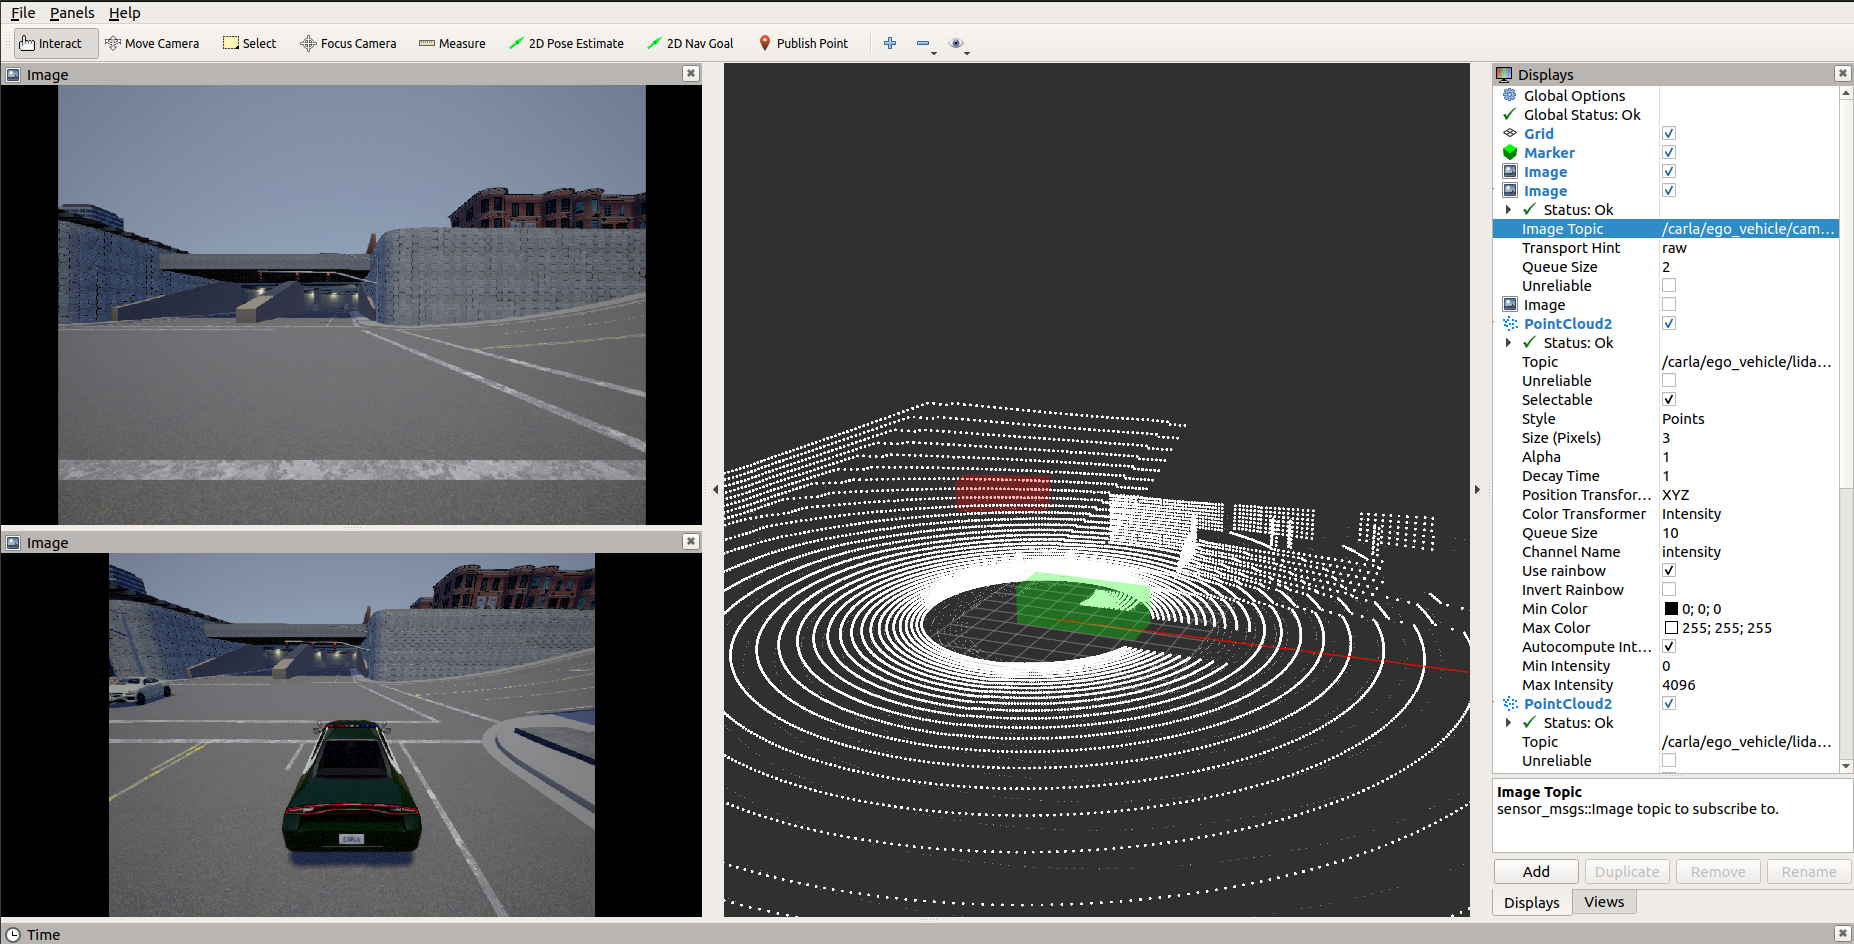 File Panels Help
Interact Move Camera Select Focus Camera Measure 2D Pose Estimate 2D Nav Goal Publish Point
Image
Image
Displays
Global Options
Global Status: Ok
Grid
Marker
Image
Image
Status: Ok
Image Topic /carla/ego_vehicle/cam...
Transport Hint raw
Queue Size 2
Unreliable
Image
PointCloud2
Status: Ok
Topic /carla/ego_vehicle/lida...
Unreliable
Selectable
Style Points
Size (Pixels) 3
Alpha 1
Decay Time 1
Position Transfor... XYZ
Color Transformer Intensity
Queue Size 10
Channel Name intensity
Use rainbow
Invert Rainbow
Min Color 0; 0; 0
Max Color 255; 255; 255
Autocompute Int...
Min Intensity 0
Max Intensity 4096
PointCloud2
Status: Ok
Topic /carla/ego_vehicle/lida...
Unreliable
Image Topic
sensor_msgs::Image topic to subscribe to.
Add Duplicate Remove Rename
Displays Views
Time